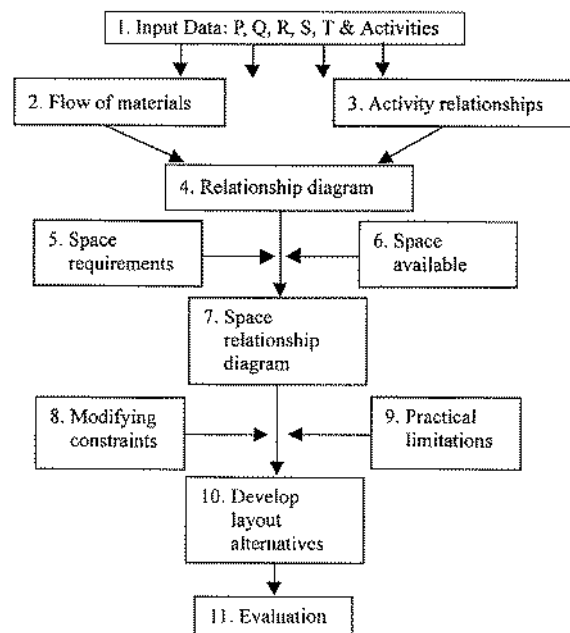 1. Input Data: P, Q, R, S, T & Activities
2. Flow of materials
3. Activity relationships
4. Relationship diagram
5. Space
requirements
6. Space
available
7. Space
relationship
diagram
8. Modifying
constraints
9. Practical
limitations
10. Develop
layout
alternatives
11. Evaluation